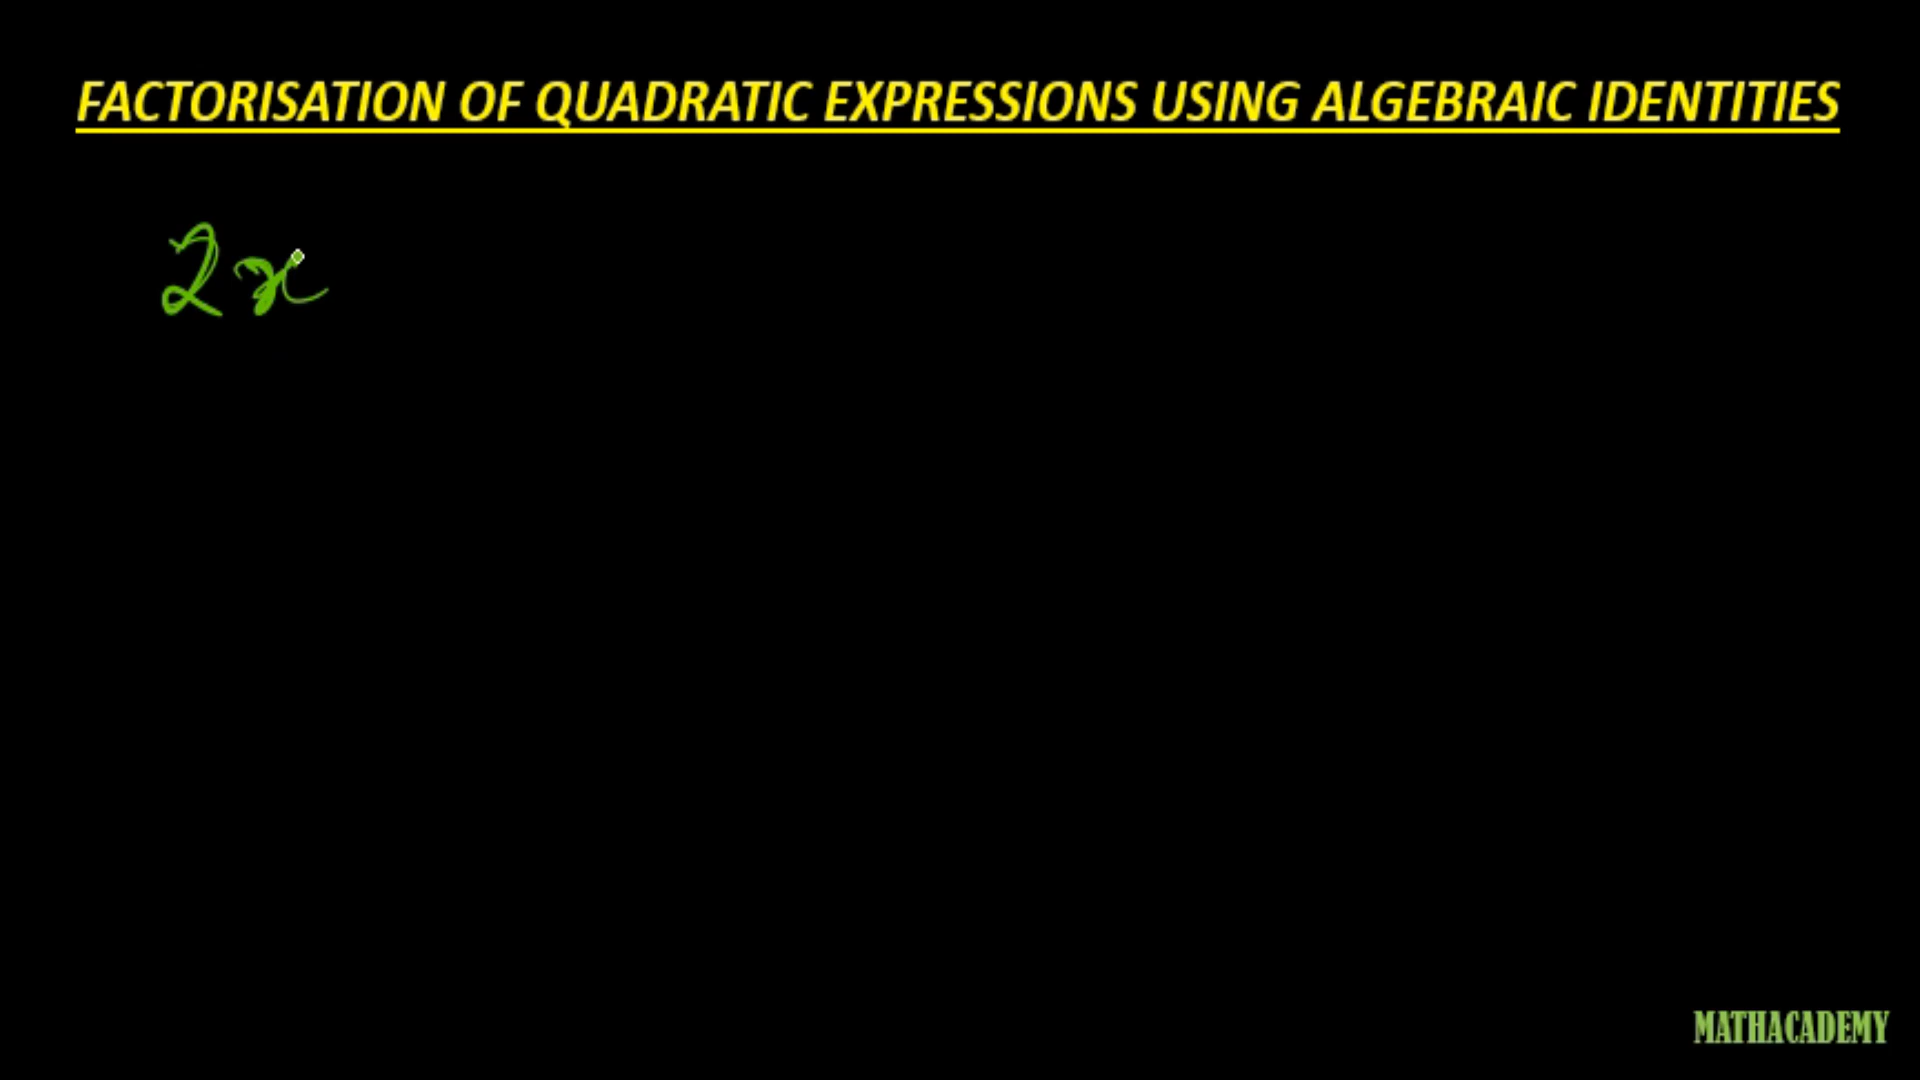 FACTORISATION OF QUADRATIC EXPRESSIONS USING ALGEBRAIC IDENTITIES
2x
MATHACADEMY